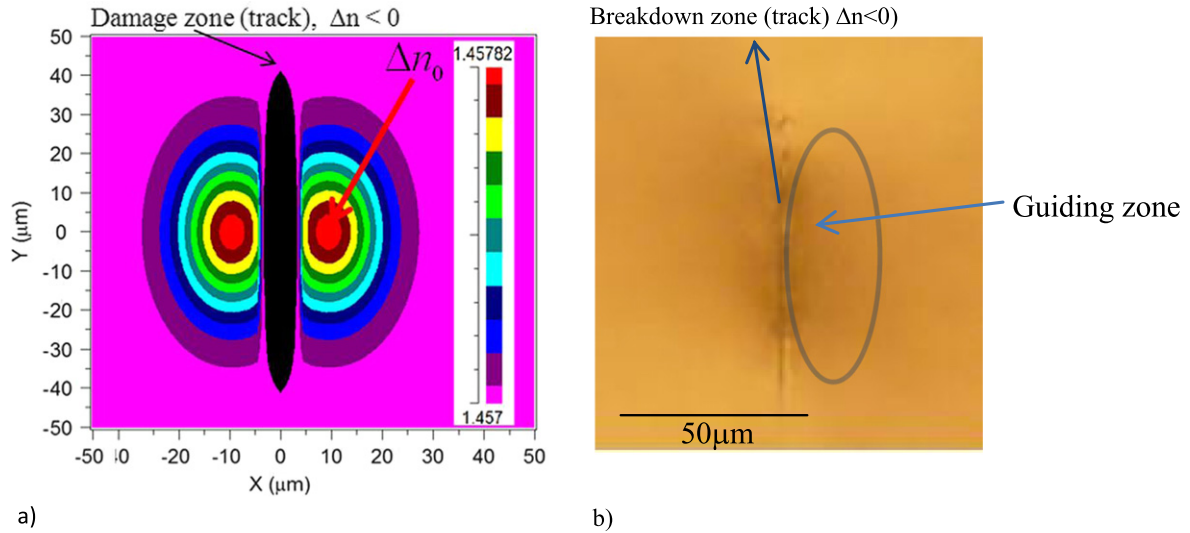 Damage zone (track), Δn < 0
Δn₀
1.45782
1.457
50
40
30
20
10
0
-10
-20
-30
-40
-50
Y (μm)
-50 -20 -10 0 10 20 30 40 50
X (μm)
a)
Breakdown zone (track) Δn<0)
Guiding zone
50μm
b)